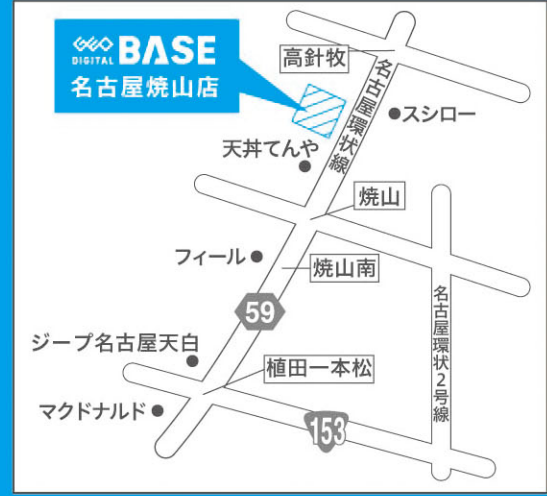 GEO
DIGITAL BASE
名古屋焼山店
高針牧
名古屋環状線
スシロー
天丼てんや
焼山
フィール
焼山南
59
名古屋環状2号線
ジープ名古屋天白
植田一本松
マクドナルド
153